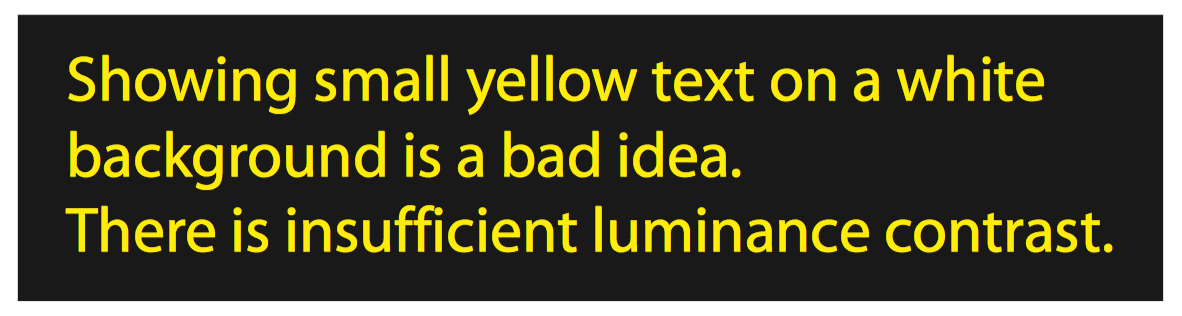 Showing small yellow text on a white
background is a bad idea.
There is insufficient luminance contrast.